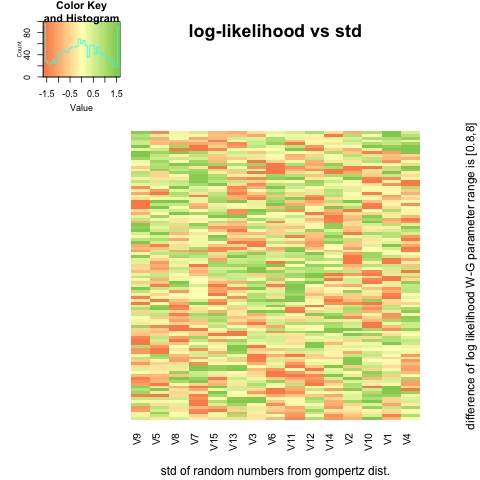 Color Key
and Histogram
log-likelihood vs std
Count
0 40 80
-1.5 -0.5 0.5 1.5
Value
difference of log likelihood W-G parameter range is [0.8,8]
V9 V5 V8 V7 V15 V13 V3 V6 V11 V12 V14 V2 V10 V1 V4
std of random numbers from gompertz dist.